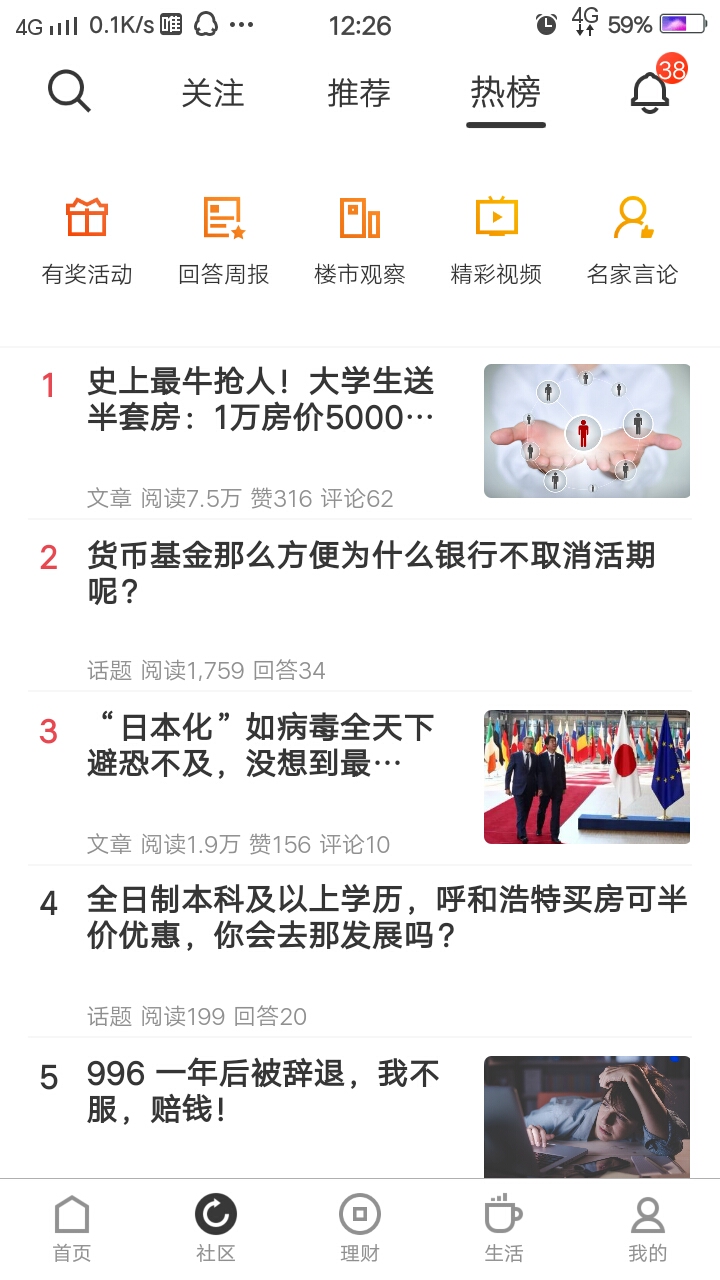 4G 0.1K/s 唯 ··· 12:26 4G 59%
关注 推荐 热榜 38
有奖活动 回答周报 楼市观察 精彩视频 名家言论
1 史上最牛抢人！大学生送
半套房：1万房价5000···
文章 阅读7.5万 赞316 评论62
2 货币基金那么方便为什么银行不取消活期
呢？
话题 阅读1,759 回答34
3 “日本化”如病毒全天下
避恐不及，没想到最···
文章 阅读1.9万 赞156 评论10
4 全日制本科及以上学历，呼和浩特买房可半
价优惠，你会去那发展吗？
话题 阅读199 回答20
5 996 一年后被辞退，我不
服，赔钱！
首页 社区 理财 生活 我的